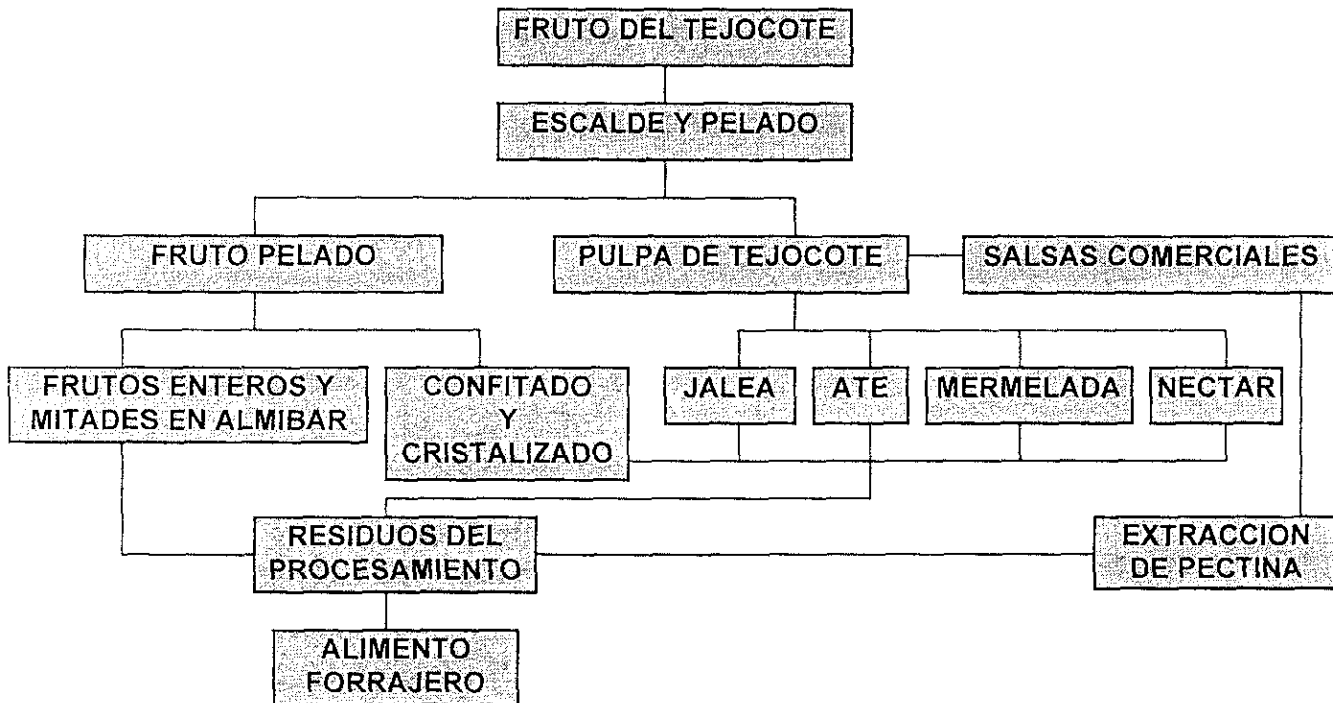 FRUTO DEL TEJOCOTE
ESCALDE Y PELADO
FRUTO PELADO
PULPA DE TEJOCOTE
SALSAS COMERCIALES
FRUTOS ENTEROS Y
MITADES EN ALMIBAR
CONFITADO
Y
CRISTALIZADO
JALEA
ATE
MERMELADA
NECTAR
RESIDUOS DEL
PROCESAMIENTO
EXTRACCION
DE PECTINA
ALIMENTO
FORRAJERO